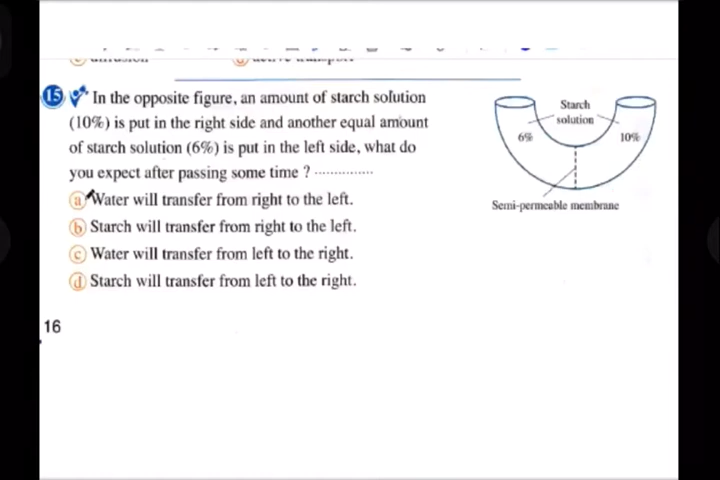 15 In the opposite figure, an amount of starch solution
(10%) is put in the right side and another equal amount
of starch solution (6%) is put in the left side, what do
you expect after passing some time ? ...............
a Water will transfer from right to the left.
b Starch will transfer from right to the left.
c Water will transfer from left to the right.
d Starch will transfer from left to the right.
Starch
solution
6%
10%
Semi-permeable membrane
16